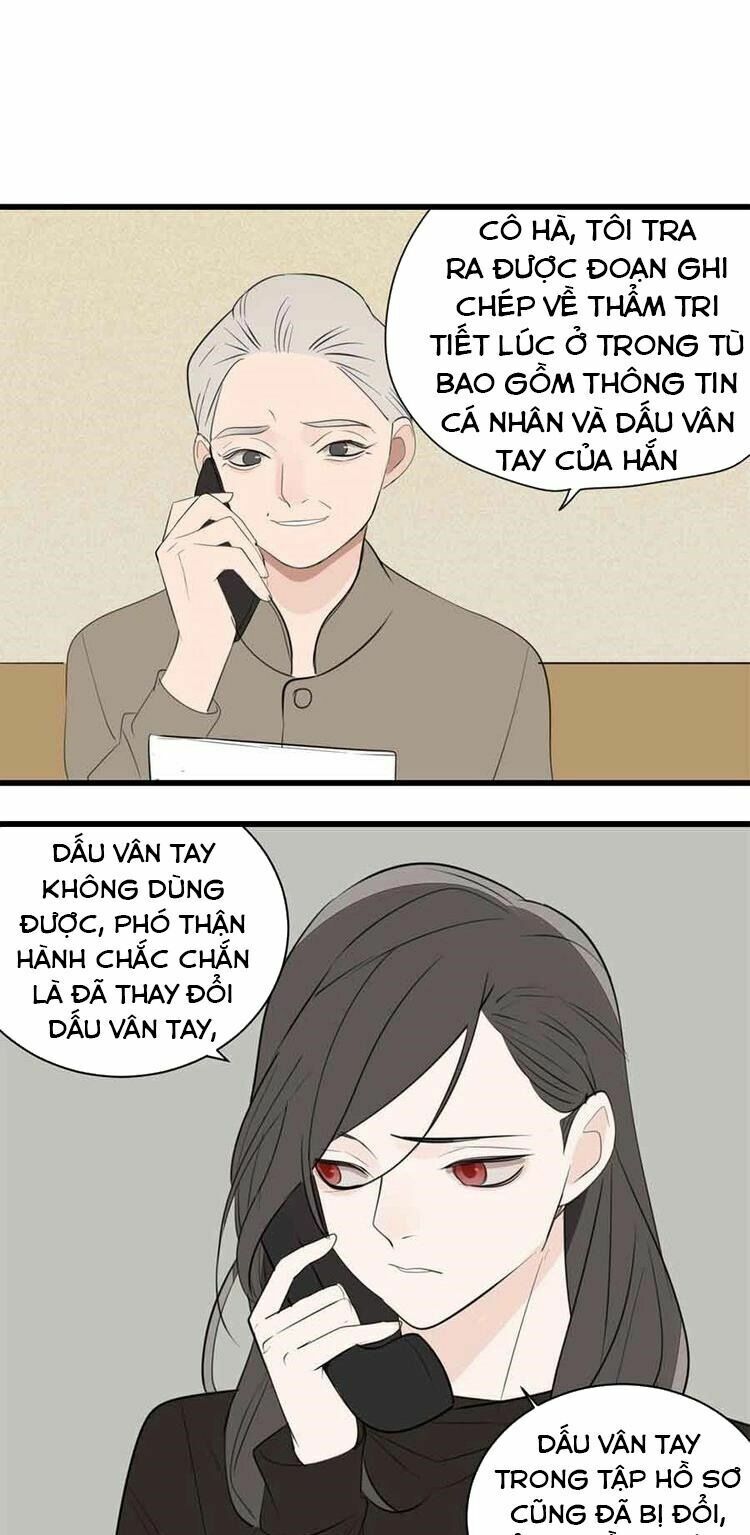 CÔ HÀ, TÔI TRA
RA ĐƯỢC ĐOẠN GHI
CHÉP VỀ THẨM TRI
TIẾT LÚC Ở TRONG TÙ
BAO GỒM THÔNG TIN
CÁ NHÂN VÀ DẤU VÂN
TAY CỦA HẮN
DẤU VÂN TAY
KHÔNG DÙNG
ĐƯỢC, PHÓ THẬN
HÀNH CHẮC CHẮN
LÀ ĐÃ THAY ĐỔI
DẤU VÂN TAY,
DẤU VÂN TAY
TRONG TẬP HỒ SƠ
CŨNG ĐÃ BỊ ĐỔI,